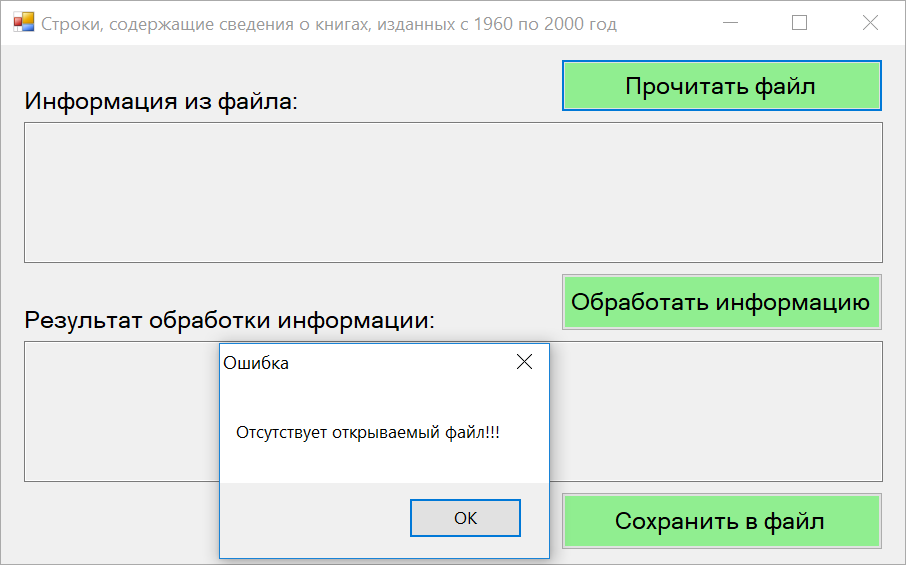 Строки, содержащие сведения о книгах, изданных с 1960 по 2000 год
Прочитать файл
Информация из файла:
Обработать информацию
Результат обработки информации:
Ошибка
Отсутствует открываемый файл!!!
OK
Сохранить в файл